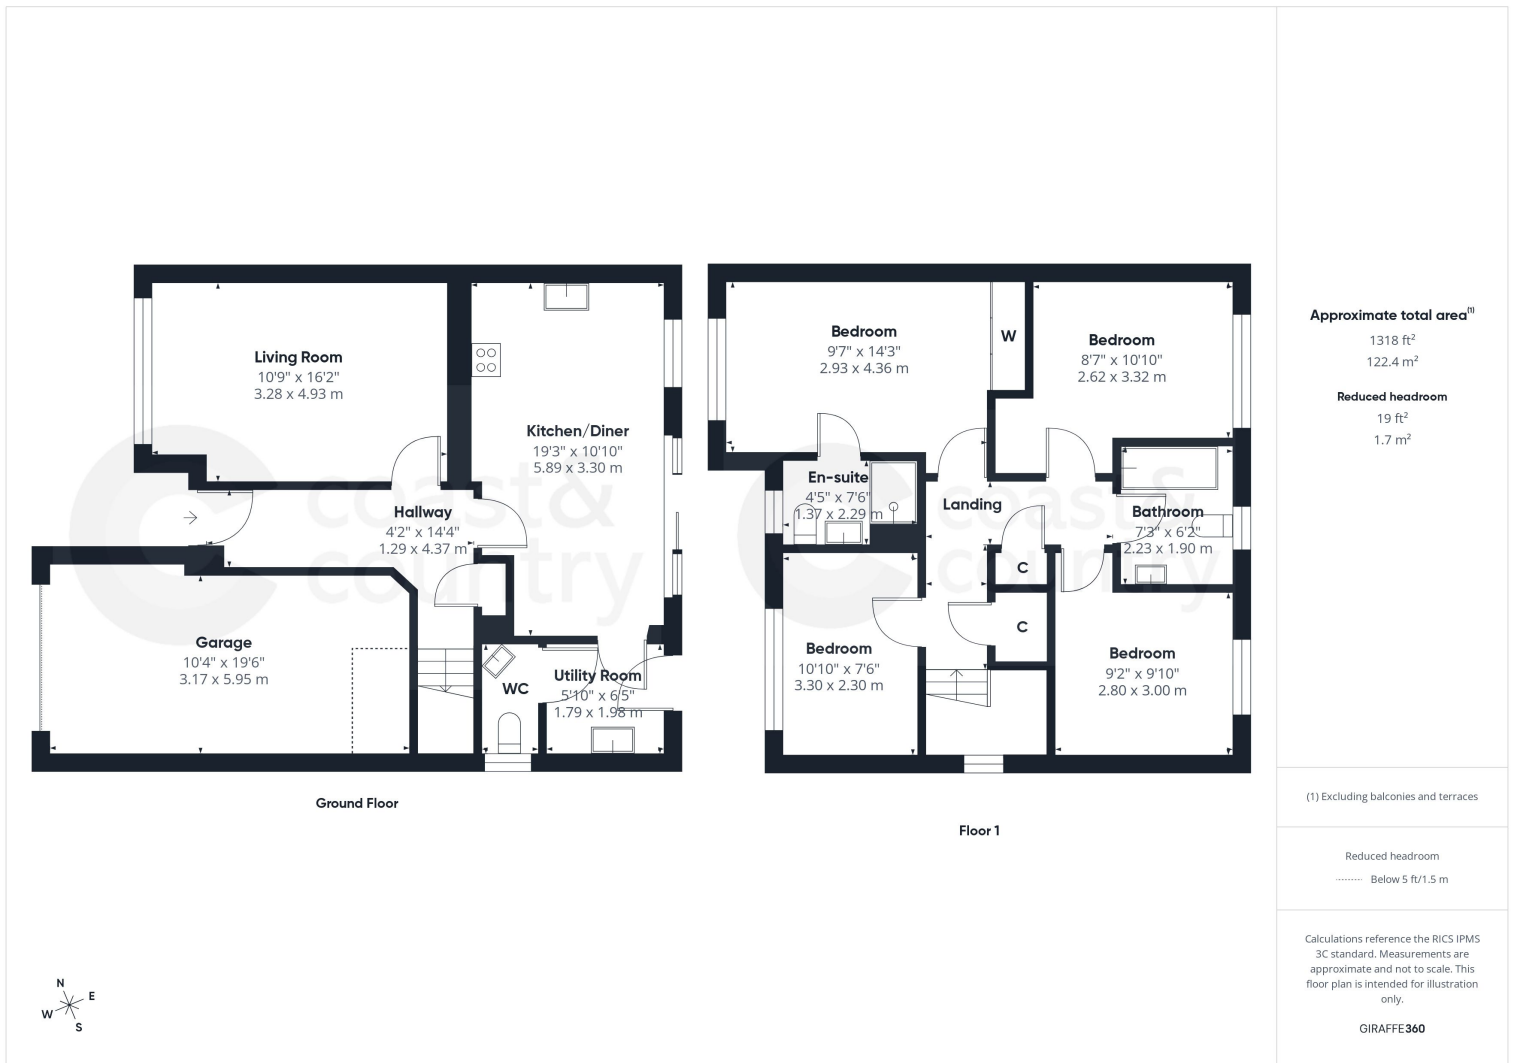 Living Room
10'9" x 16'2"
3.28 x 4.93 m
Kitchen/Diner
19'3" x 10'10"
5.89 x 3.30 m
Hallway
4'2" x 14'4"
1.29 x 4.37 m
Garage
10'4" x 19'6"
3.17 x 5.95 m
WC
Utility Room
5'10" x 6'5"
1.79 x 1.98 m
coast &
country
Ground Floor
Bedroom
9'7" x 14'3"
2.93 x 4.36 m
W
Bedroom
8'7" x 10'10"
2.62 x 3.32 m
En-suite
4'5" x 7'6"
1.37 x 2.29 m
Landing
Bathroom
7'3" x 6'2"
2.23 x 1.90 m
C
C
Bedroom
10'10" x 7'6"
3.30 x 2.30 m
Bedroom
9'2" x 9'10"
2.80 x 3.00 m
coast &
country
Floor 1
N
E
W
S
Approximate total area(1)
1318 ft²
122.4 m²
Reduced headroom
19 ft²
1.7 m²
(1) Excluding balconies and terraces
Reduced headroom
Below 5 ft/1.5 m
Calculations reference the RICS IPMS
3C standard. Measurements are
approximate and not to scale. This
floor plan is intended for illustration
only.
GIRAFFE360